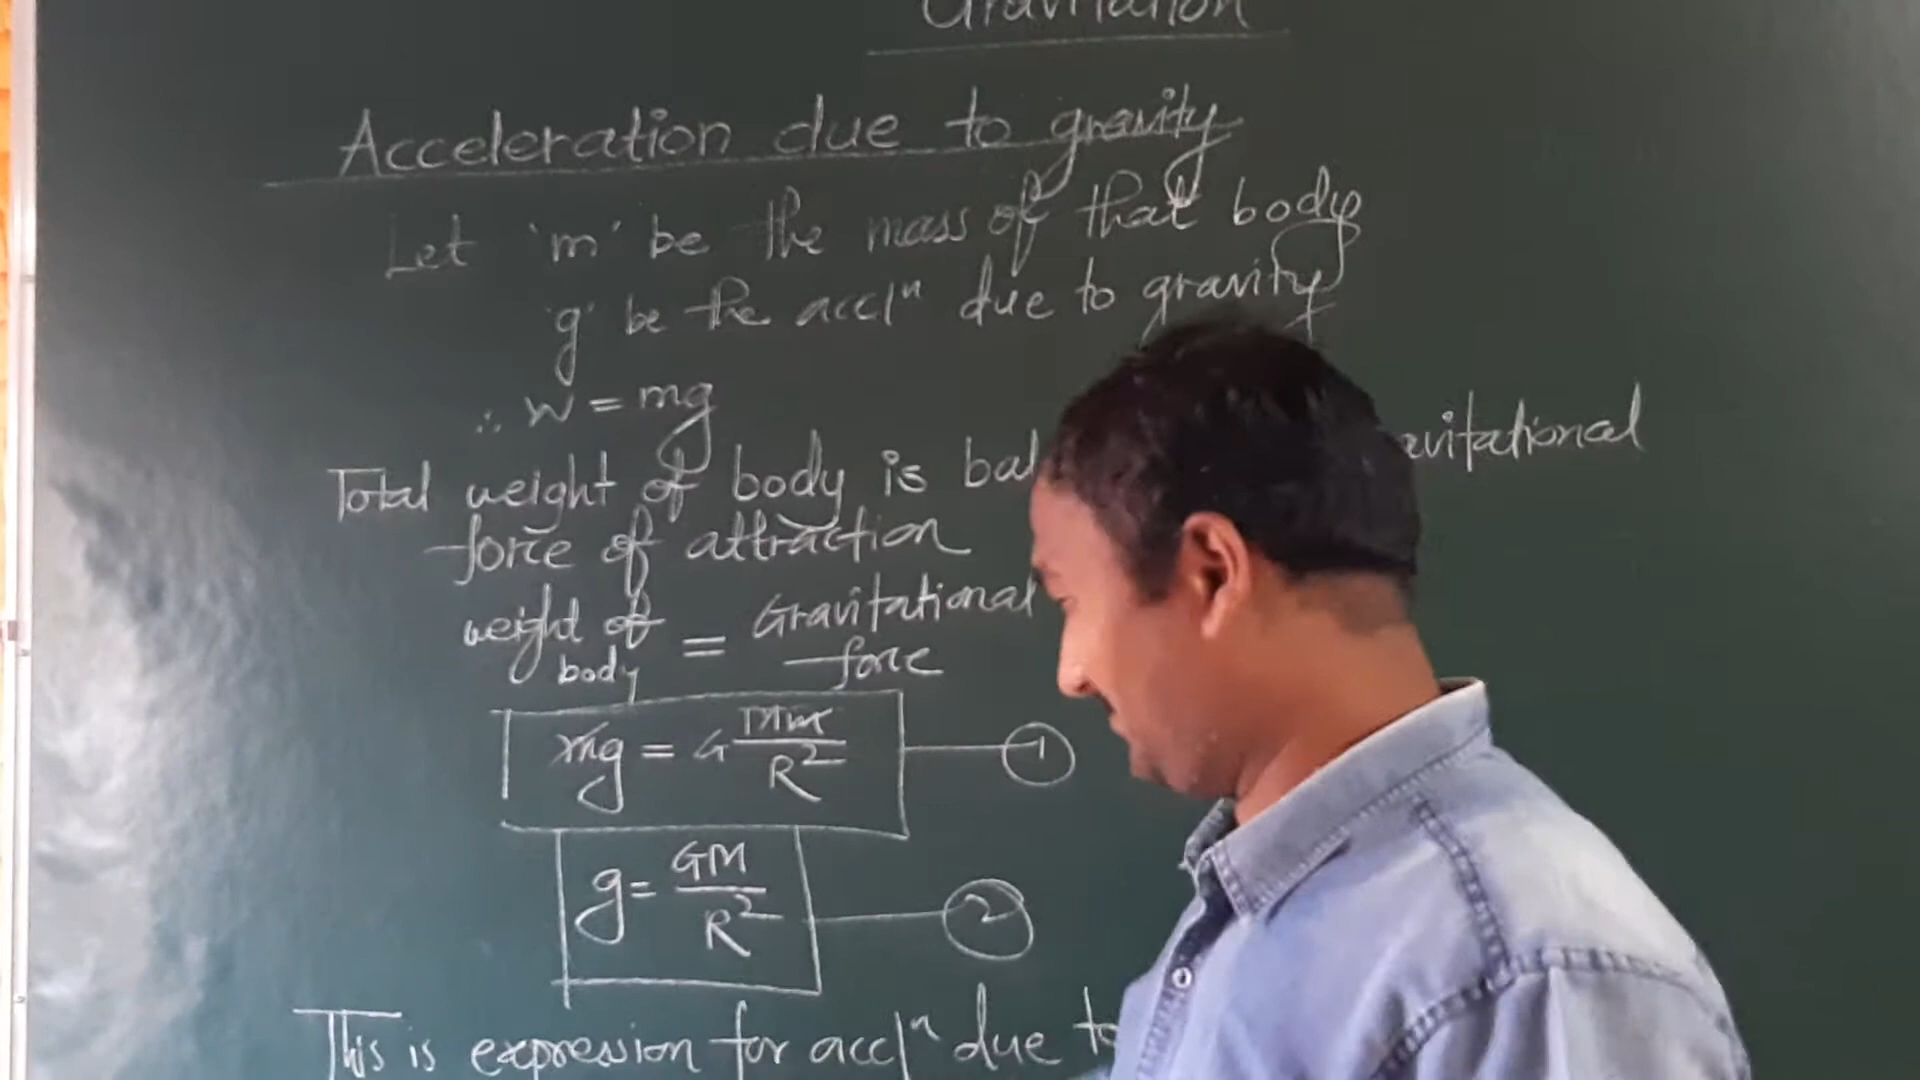 Gravitation
Acceleration due to gravity
Let 'm' be the mass of that body
'g' be the accl^n due to gravity
∴ W = mg
Total weight of body is bal avitational
force of attraction
weight of body = Gravitational force
mg = G Mm/R² — ①
g = GM/R² — ②
This is expression for accl^n due to